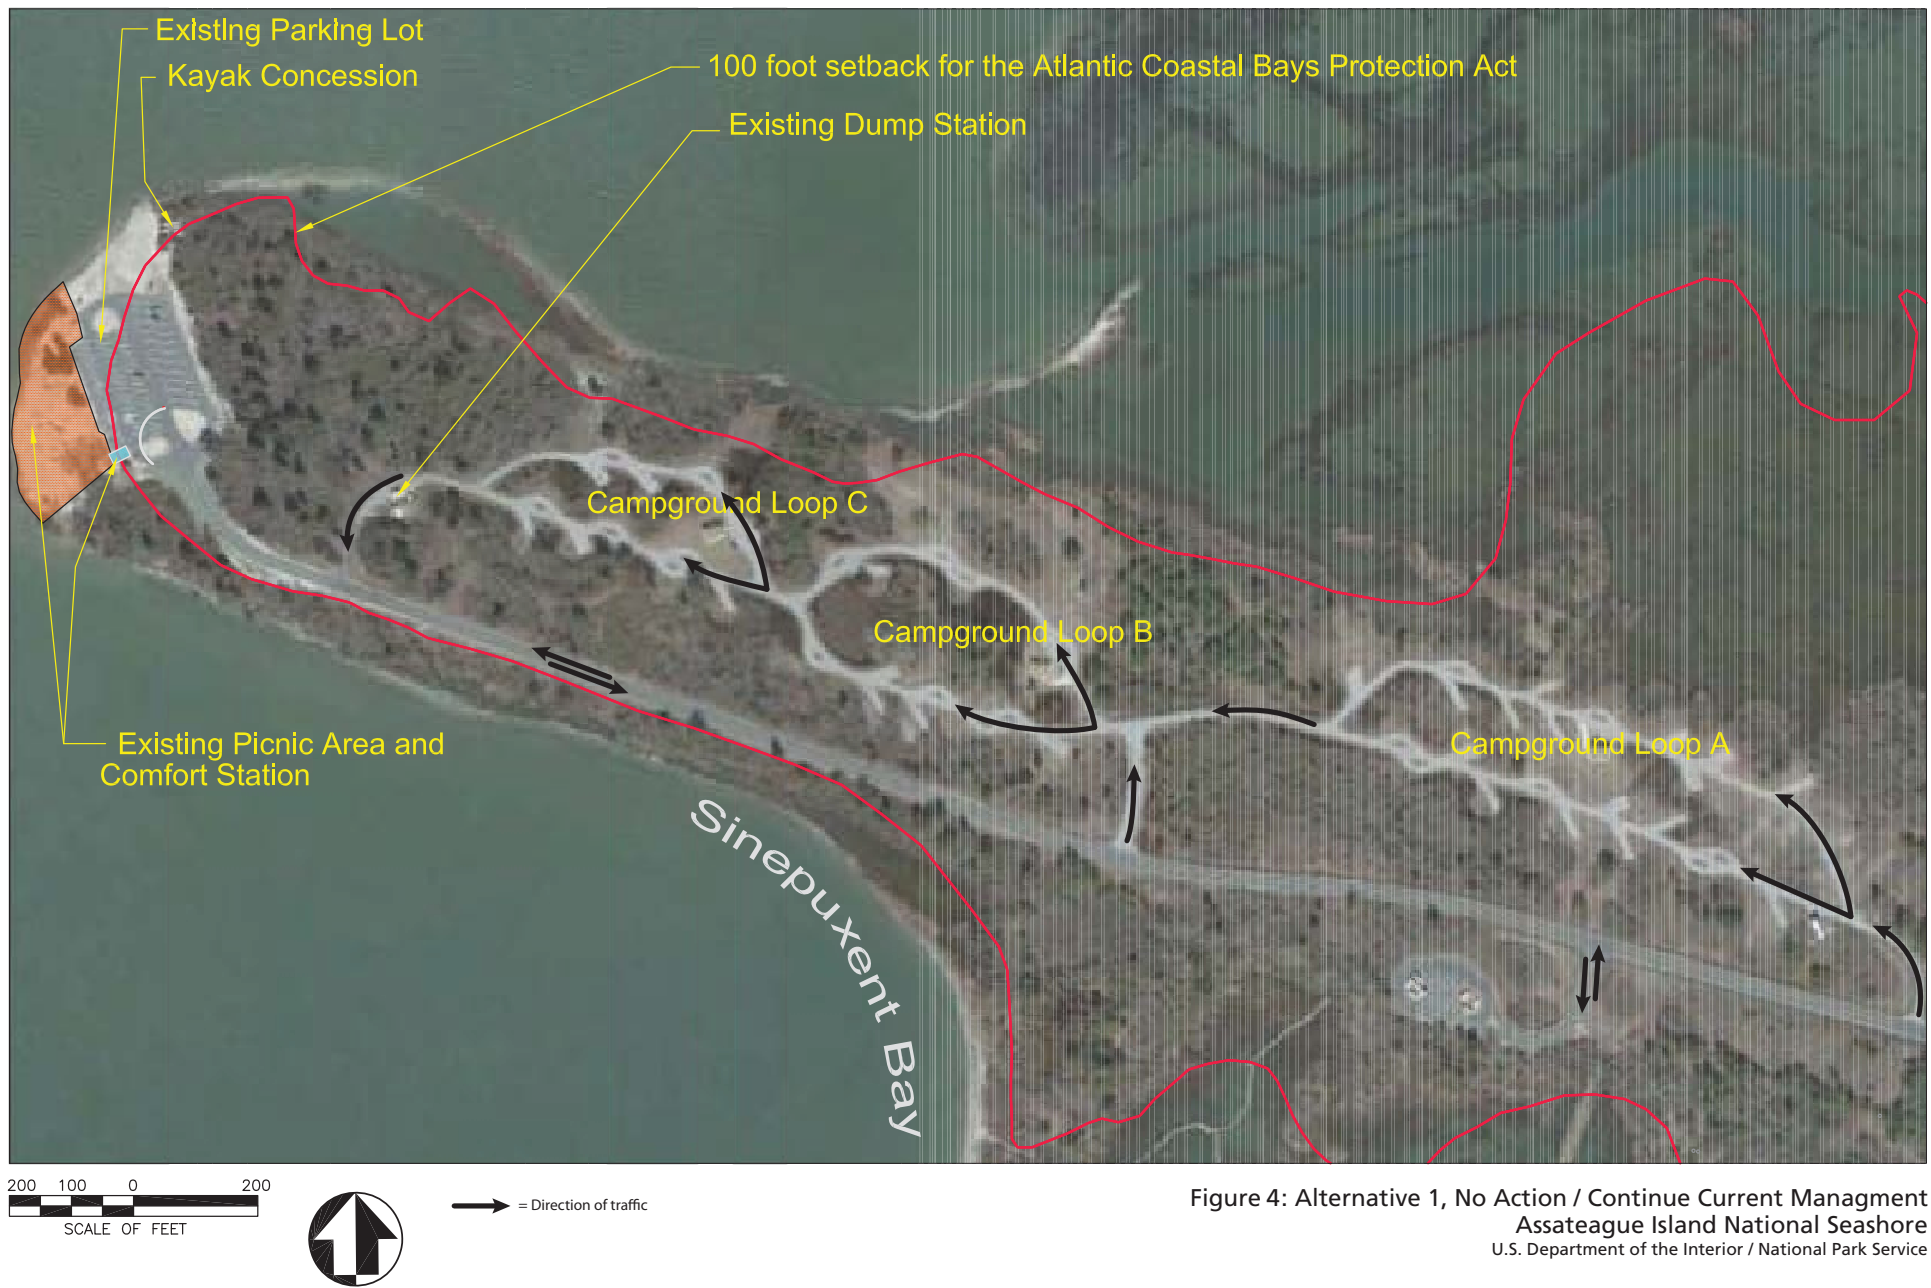 Existing Parking Lot
Kayak Concession
100 foot setback for the Atlantic Coastal Bays Protection Act
Existing Dump Station
Campground Loop C
Campground Loop B
Campground Loop A
Existing Picnic Area and
Comfort Station
Sinepuxent Bay
200 100 0 200
SCALE OF FEET
= Direction of traffic
Figure 4: Alternative 1, No Action / Continue Current Managment
Assateague Island National Seashore
U.S. Department of the Interior / National Park Service